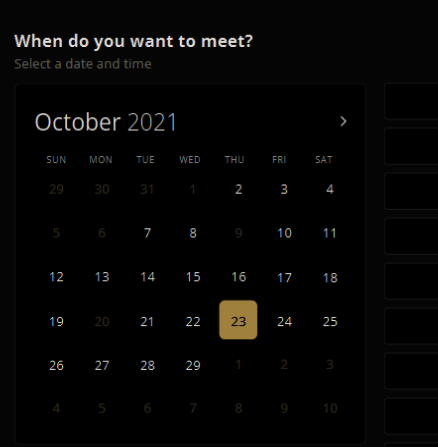 When do you want to meet?
Select a date and time
October 2021 >
SUN MON TUE WED THU FRI SAT
29 30 31 1 2 3 4
5 6 7 8 9 10 11
12 13 14 15 16 17 18
19 20 21 22 23 24 25
26 27 28 29 1 2 3
4 5 6 7 8 9 10